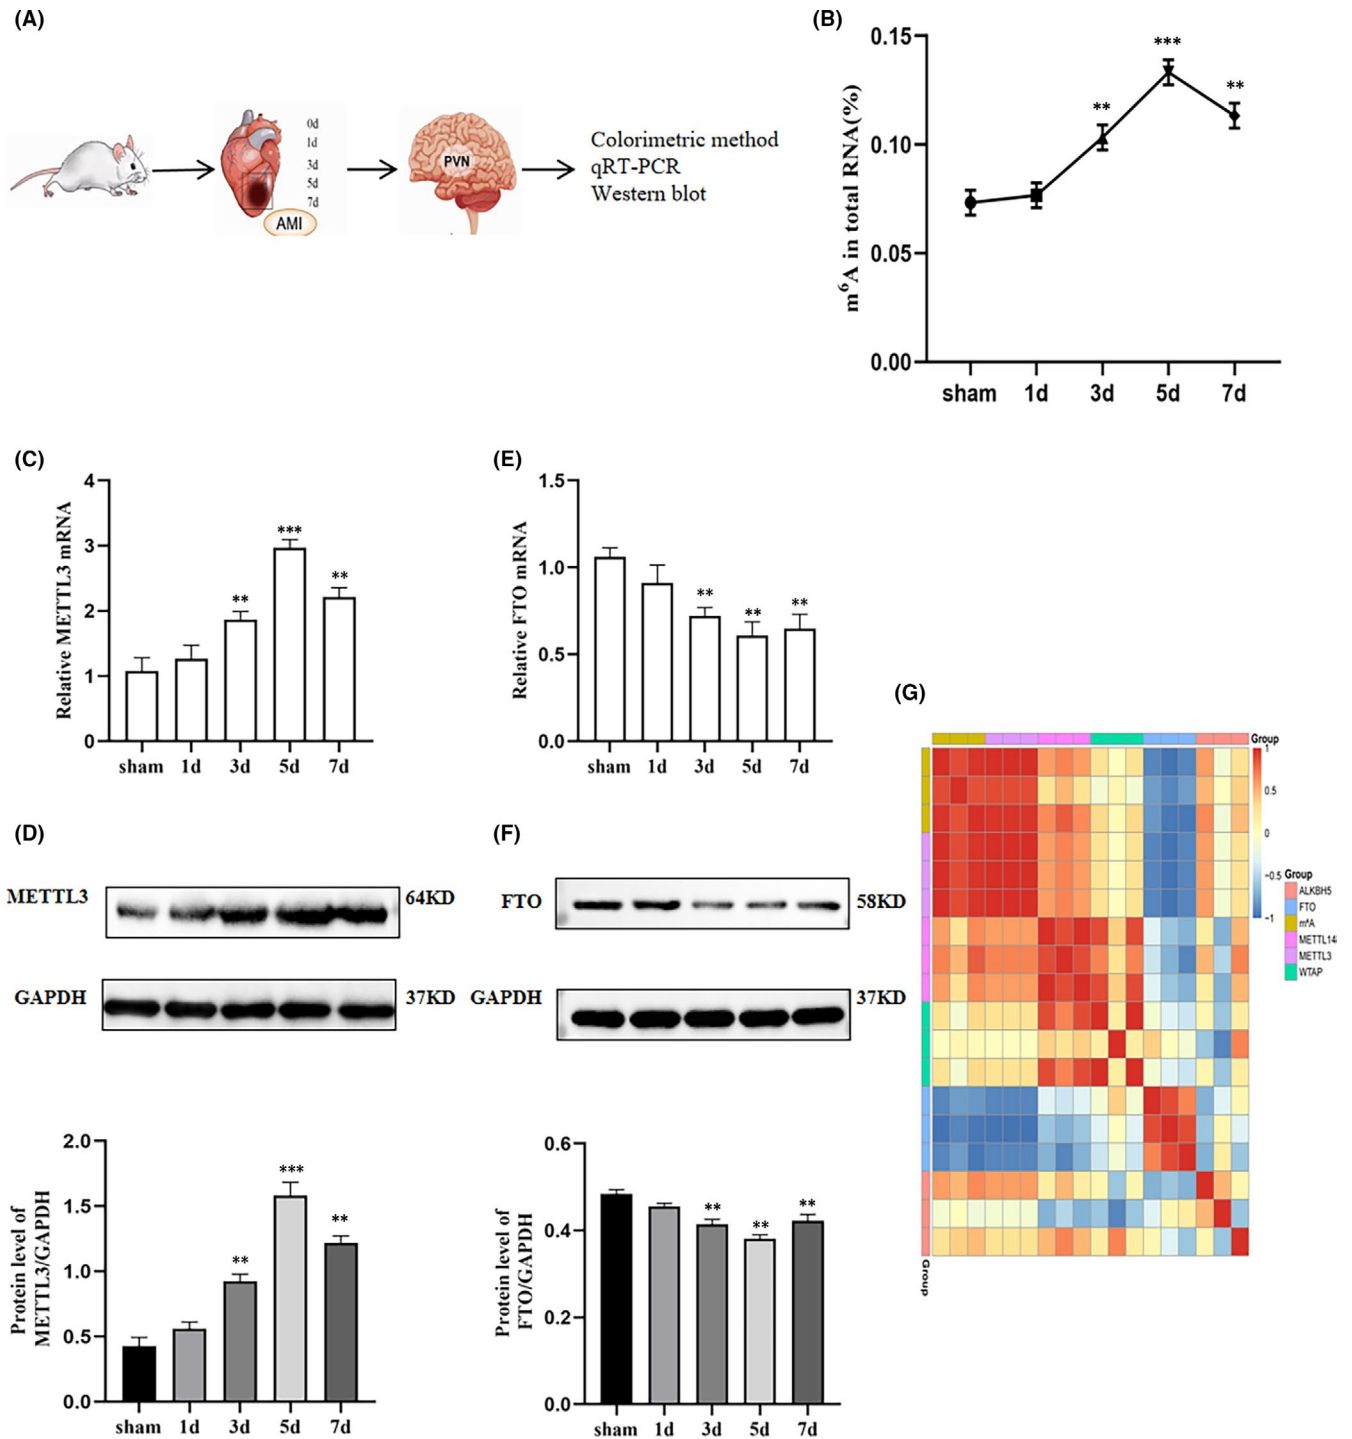 (A)
0d
1d
3d
5d
7d
AMI
PVN
Colorimetric method
qRT-PCR
Western blot
(B)
m⁶A in total RNA(%)
0.15
0.10
0.05
0.00
**
***
**
sham 1d 3d 5d 7d
(C)
Relative METTL3 mRNA
4
3
2
1
0
**
***
**
sham 1d 3d 5d 7d
(E)
Relative FTO mRNA
1.5
1.0
0.5
0.0
**
**
**
sham 1d 3d 5d 7d
(D)
METTL3
64KD
GAPDH
37KD
Protein level of
METTL3/GAPDH
2.0
1.5
1.0
0.5
0.0
**
***
**
sham 1d 3d 5d 7d
(F)
FTO
58KD
GAPDH
37KD
Protein level of
FTO/GAPDH
0.6
0.4
0.2
0.0
**
**
**
sham 1d 3d 5d 7d
(G)
Group
1
0.5
0
−0.5
−1
Group
ALKBH5
FTO
m⁶A
METTL14
METTL3
WTAP
Group